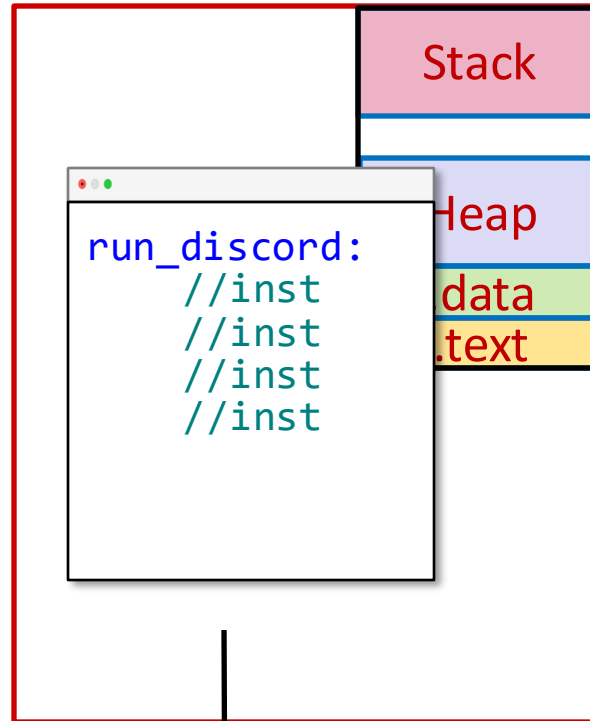 Stack
Heap
.data
.text
run_discord:
//inst
//inst
//inst
//inst